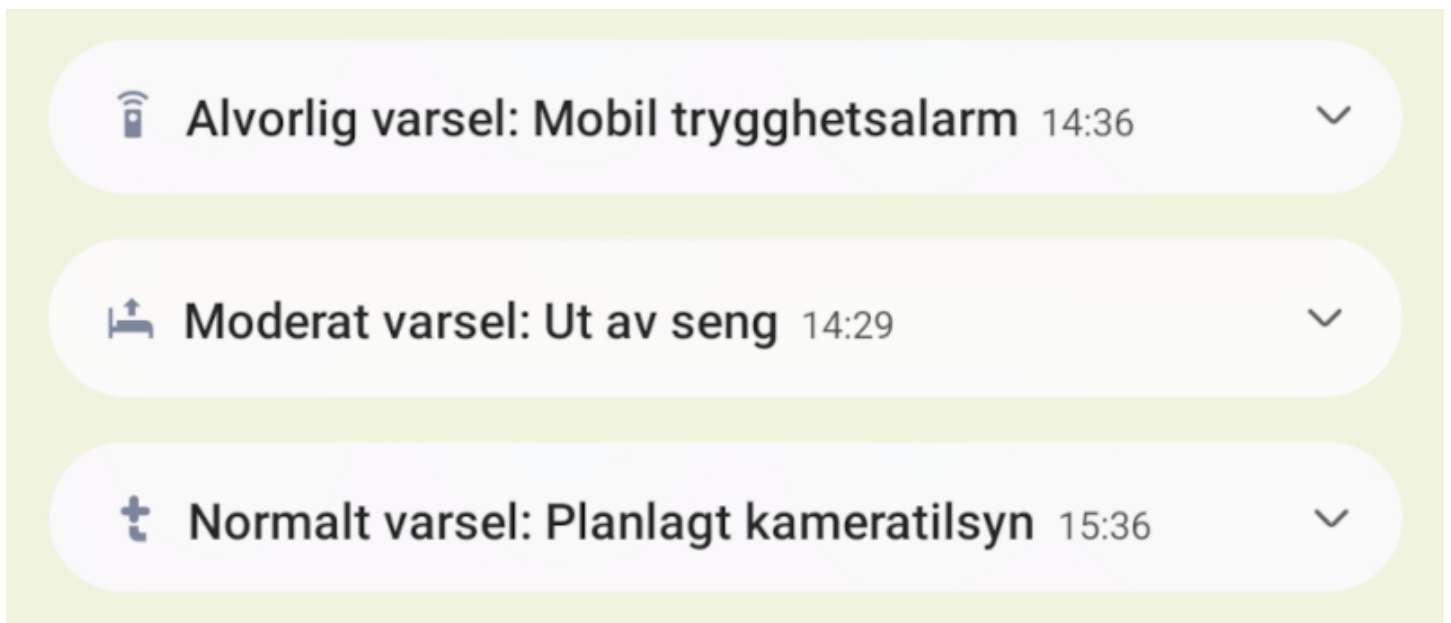 Alvorlig varsel: Mobil trygghetsalarm 14:36
Moderat varsel: Ut av seng 14:29
Normalt varsel: Planlagt kameratilsyn 15:36